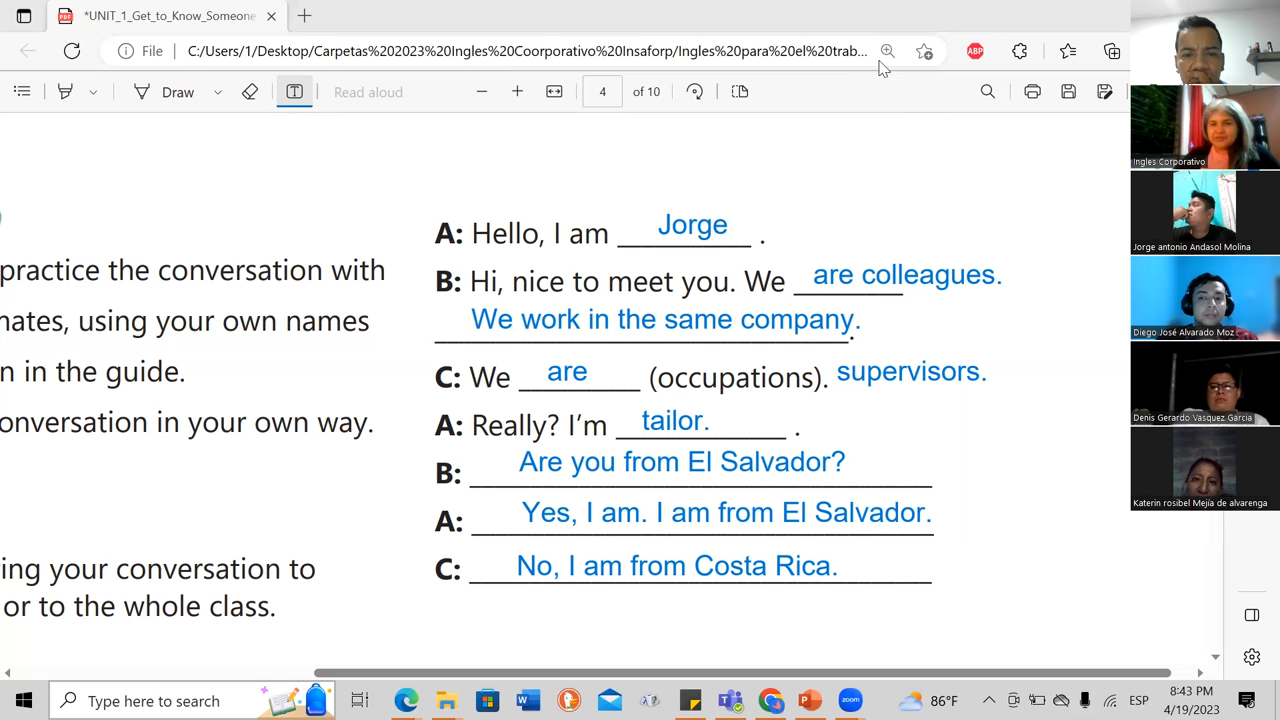 *UNIT_1_Get_to_Know_Someone
File
C:/Users/1/Desktop/Carpetas%202023%20Ingles%20Coorporativo%20Insaforp/Ingles%20para%20el%20trab...
Draw
Read aloud
4
of 10
ABP
A: Hello, I am Jorge .
B: Hi, nice to meet you. We are colleagues.
We work in the same company. .
C: We are (occupations). supervisors.
A: Really? I'm tailor. .
B: Are you from El Salvador?
A: Yes, I am. I am from El Salvador.
C: No, I am from Costa Rica.
practice the conversation with
mates, using your own names
n in the guide.
onversation in your own way.
ing your conversation to
or to the whole class.
Ingles Corporativo
Jorge antonio Andasol Molina
Diego José Alvarado Moz
Denis Gerardo Vasquez Garcia
Katerin rosibel Mejía de alvarenga
Type here to search
zoom
86°F
ESP
8:43 PM
4/19/2023